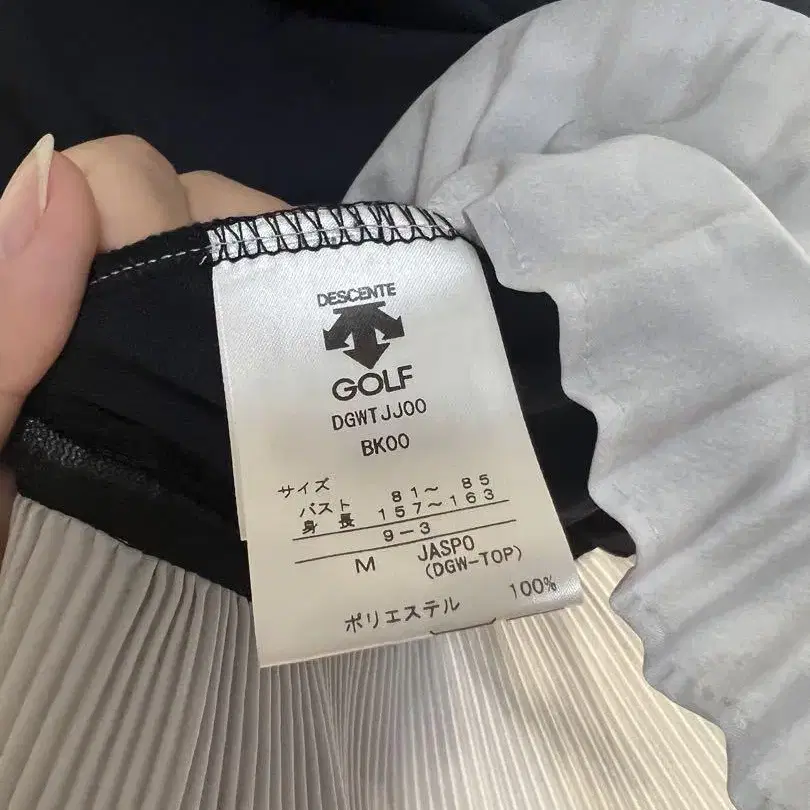 DESCENTE
GOLF
DGWTJJ00
BK00
サイズ
バスト 81～85
身長 157～163
9-3
M JASPO
(DGW-TOP)
ポリエステル 100%